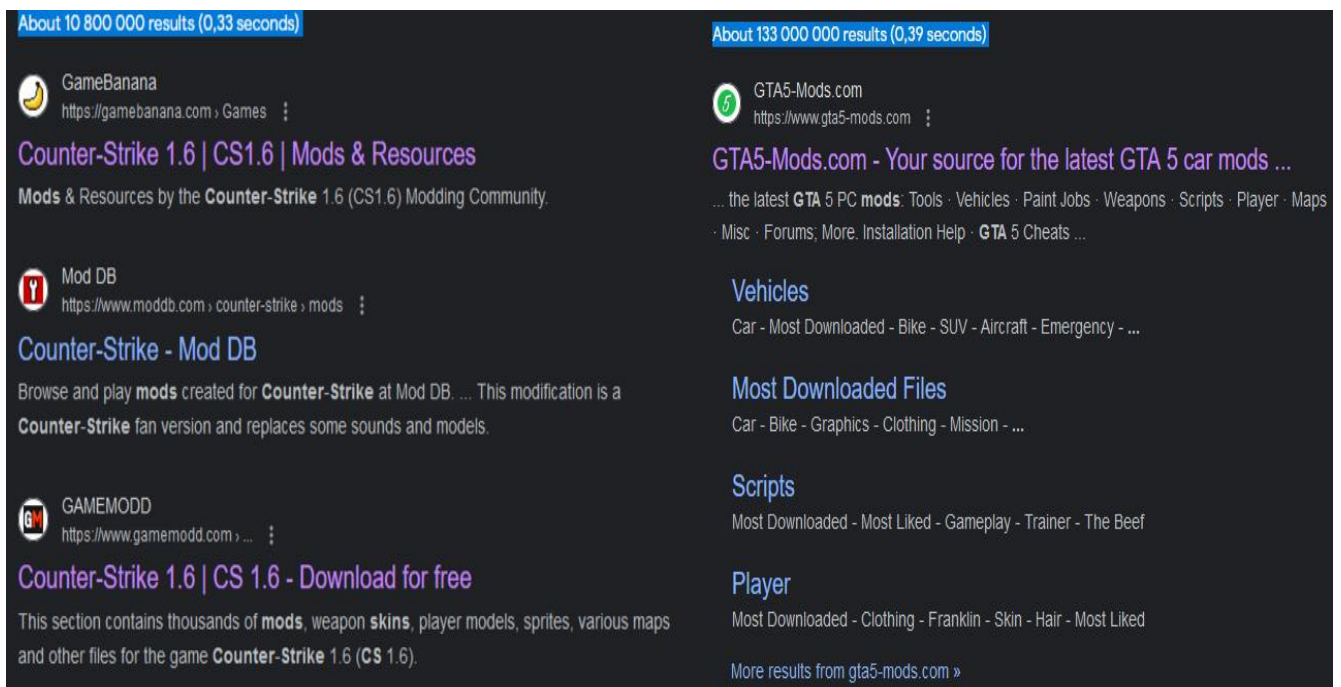 About 10 800 000 results (0,33 seconds)
GameBanana
https://gamebanana.com › Games
Counter-Strike 1.6 | CS1.6 | Mods & Resources
Mods & Resources by the Counter-Strike 1.6 (CS1.6) Modding Community.
Mod DB
https://www.moddb.com › counter-strike › mods
Counter-Strike - Mod DB
Browse and play mods created for Counter-Strike at Mod DB. ... This modification is a
Counter-Strike fan version and replaces some sounds and models.
GM
GAMEMODD
https://www.gamemodd.com › ...
Counter-Strike 1.6 | CS 1.6 - Download for free
This section contains thousands of mods, weapon skins, player models, sprites, various maps
and other files for the game Counter-Strike 1.6 (CS 1.6).
About 133 000 000 results (0,39 seconds)
5
GTA5-Mods.com
https://www.gta5-mods.com
GTA5-Mods.com - Your source for the latest GTA 5 car mods ...
... the latest GTA 5 PC mods: Tools · Vehicles · Paint Jobs · Weapons · Scripts · Player · Maps
· Misc · Forums; More. Installation Help · GTA 5 Cheats ...
Vehicles
Car - Most Downloaded - Bike - SUV - Aircraft - Emergency - ...
Most Downloaded Files
Car - Bike - Graphics - Clothing - Mission - ...
Scripts
Most Downloaded - Most Liked - Gameplay - Trainer - The Beef
Player
Most Downloaded - Clothing - Franklin - Skin - Hair - Most Liked
More results from gta5-mods.com »